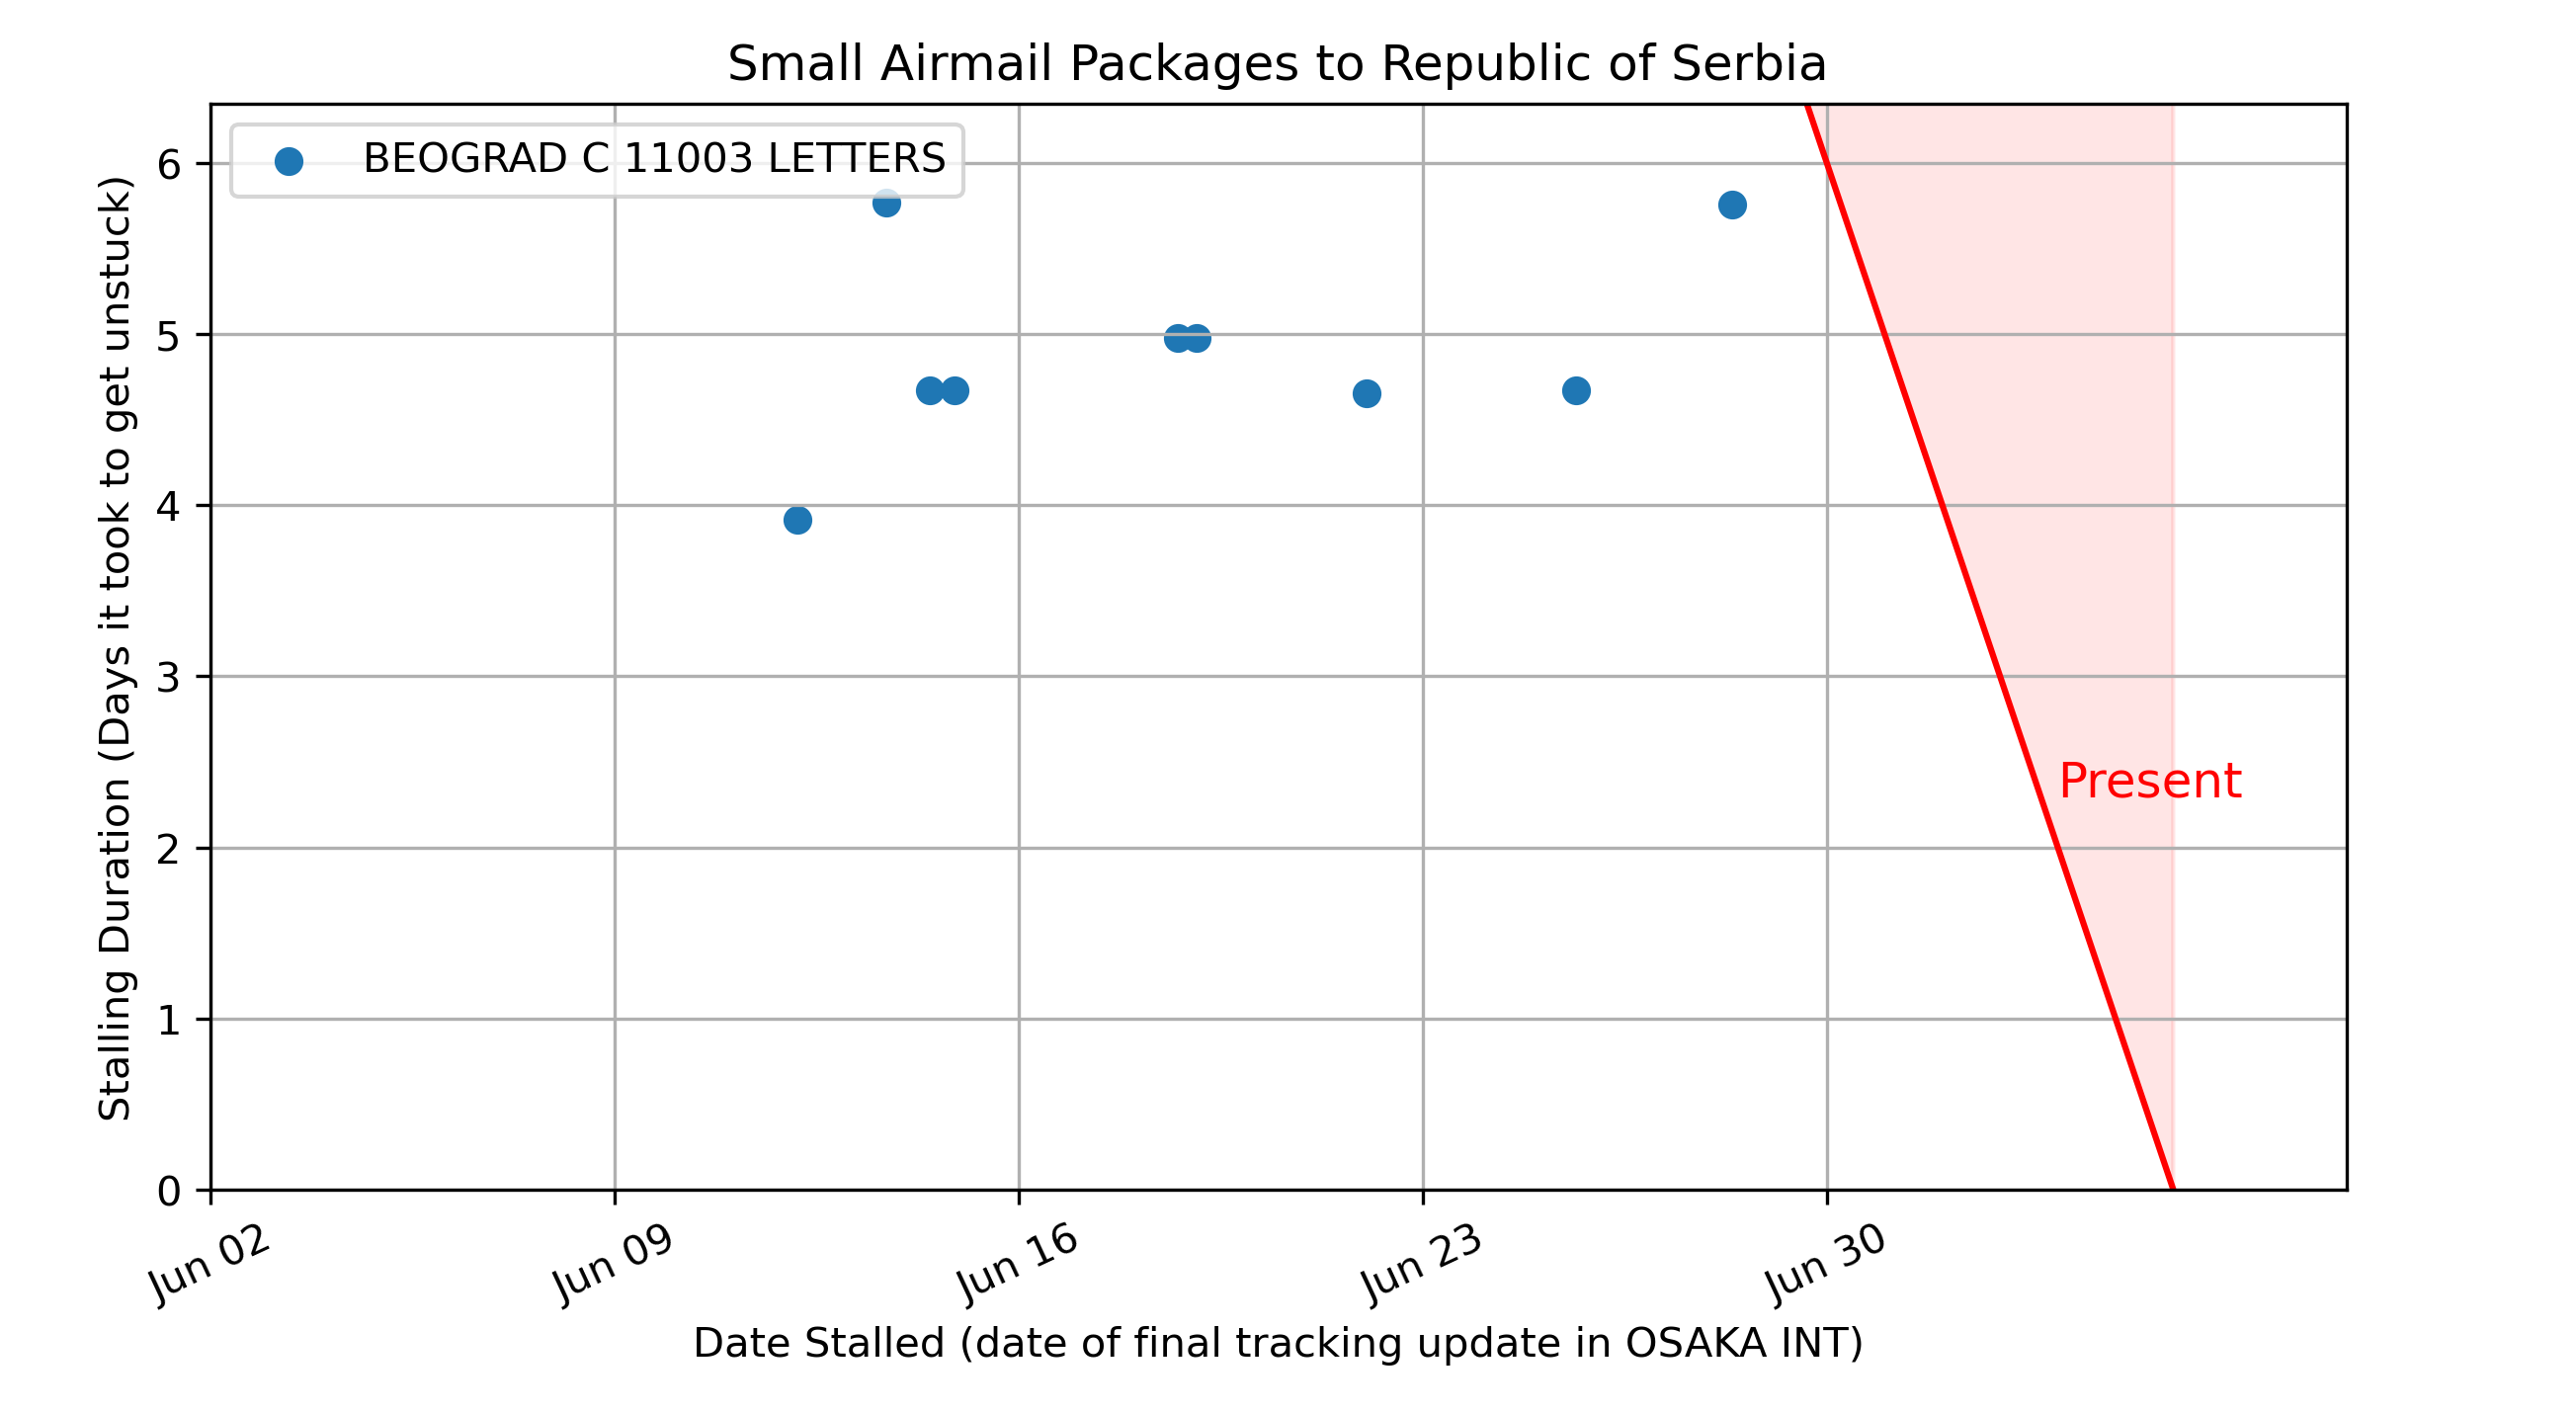 Small Airmail Packages to Republic of Serbia
BEOGRAD C 11003 LETTERS
Stalling Duration (Days it took to get unstuck)
6
5
4
3
2
1
0
Present
Jun 02
Jun 09
Jun 16
Jun 23
Jun 30
Date Stalled (date of final tracking update in OSAKA INT)